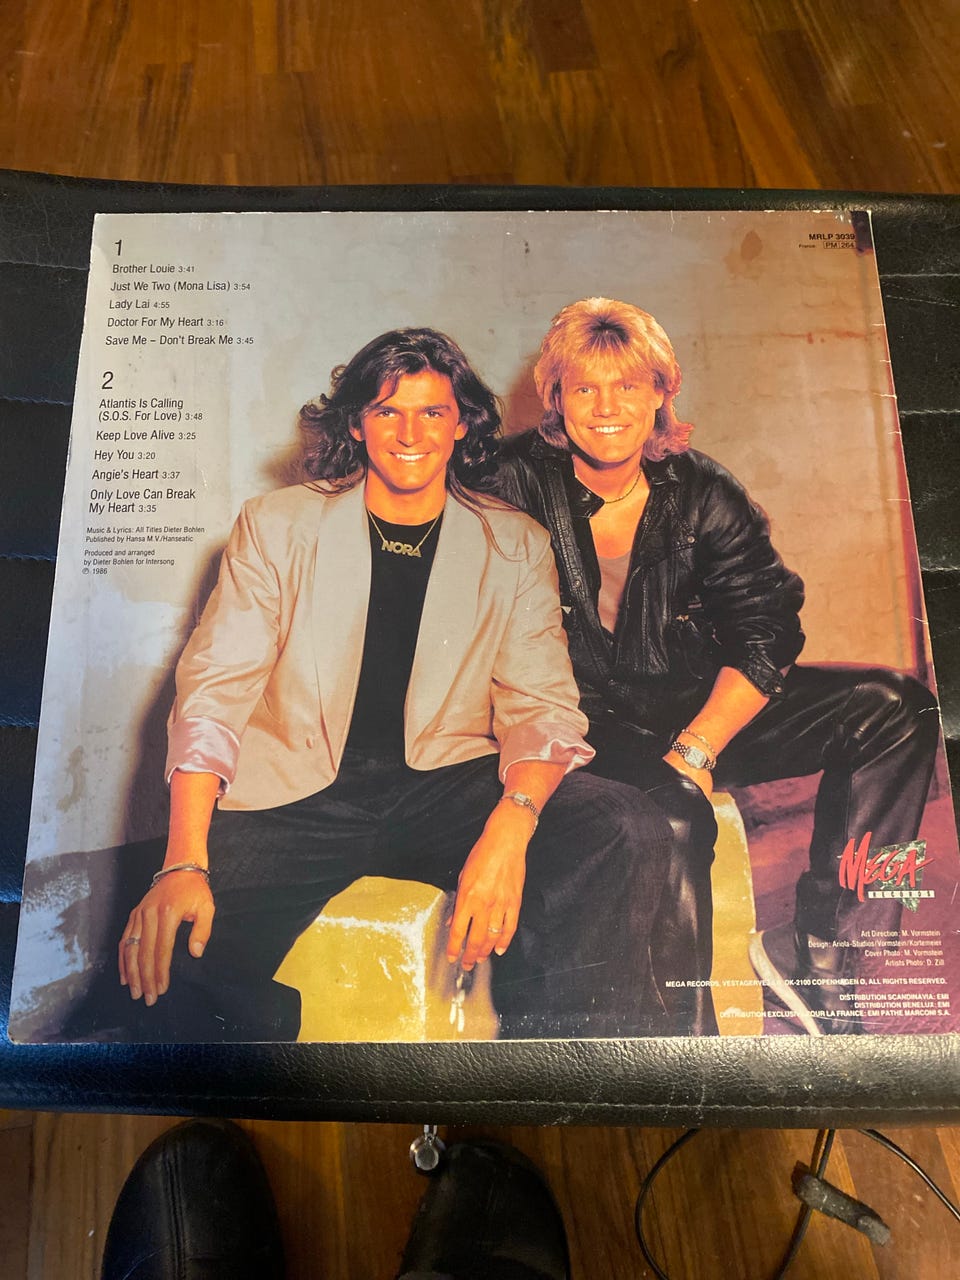 1
Brother Louie 3:41
Just We Two (Mona Lisa) 3:54
Lady Lai 4:55
Doctor For My Heart 3:16
Save Me – Don't Break Me 3:45
2
Atlantis Is Calling
(S.O.S. For Love) 3:48
Keep Love Alive 3:25
Hey You 3:20
Angie's Heart 3:37
Only Love Can Break
My Heart 3:35
Music & Lyrics: All Titles Dieter Bohlen
Published by Hansa M.V./Hanseatic
Produced and arranged
by Dieter Bohlen for Intersong
℗ 1986
MRLP 3039
France: PM 264
NORA
MEGA
RECORDS
Art Direction: M. Vormstein
Design: Ariola-Studios/Vormstein/Kortemeier
Cover Photo: M. Vormstein
Artists Photo: D. Zill
MEGA RECORDS, DK-2100 COPENHAGEN Ø, ALL RIGHTS RESERVED.
DISTRIBUTION SCANDINAVIA: EMI
DISTRIBUTION BENELUX: EMI
DISTRIBUTION POUR LA FRANCE: EMI PATHE MARCONI S.A.